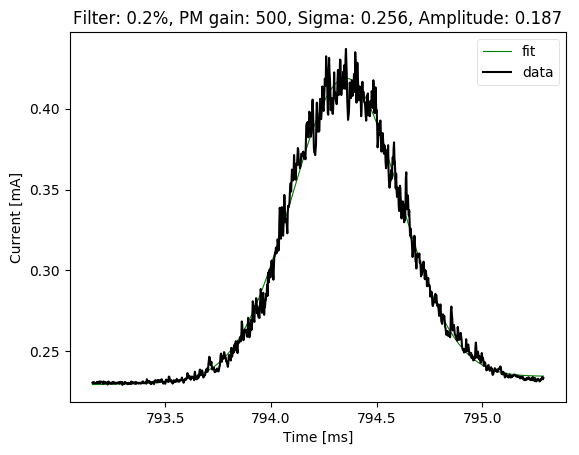 Filter: 0.2%, PM gain: 500, Sigma: 0.256, Amplitude: 0.187
fit
data
0.40
0.35
0.30
0.25
Current [mA]
793.5 794.0 794.5 795.0
Time [ms]